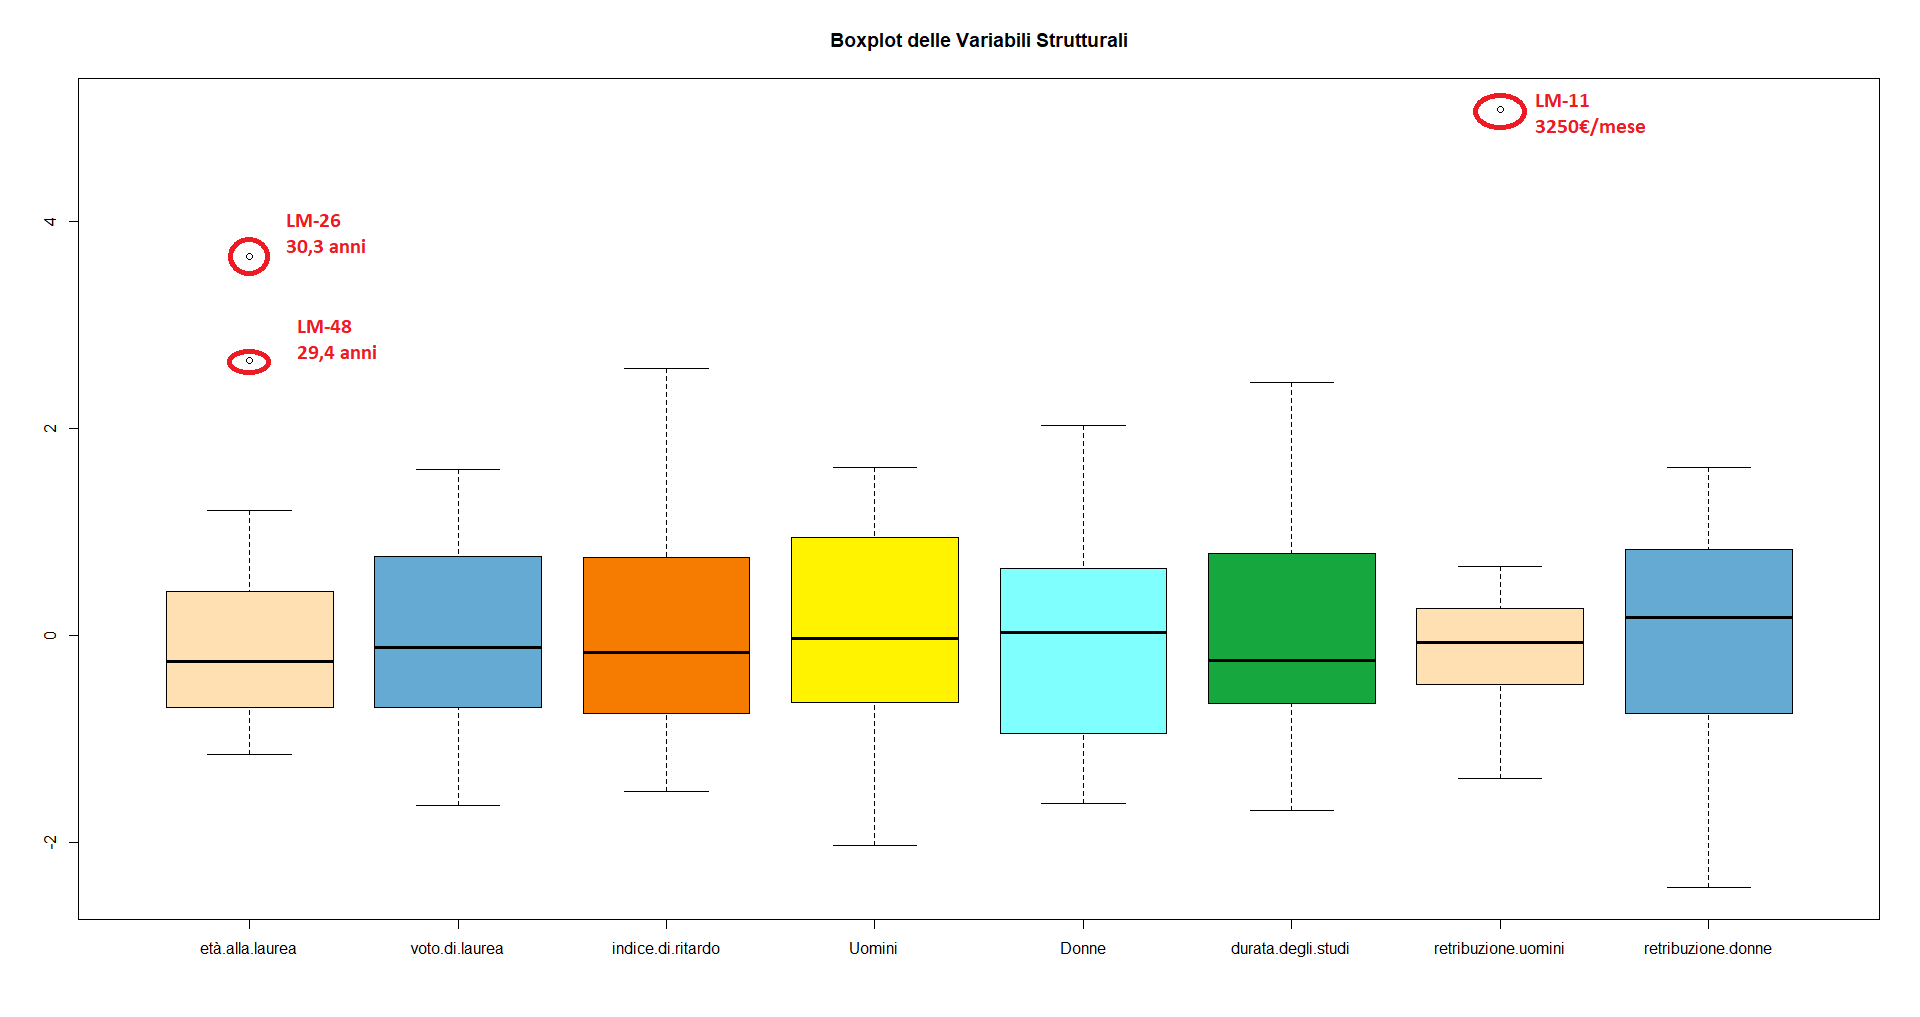 Boxplot delle Variabili Strutturali
LM-11
3250€/mese
4
LM-26
30,3 anni
LM-48
29,4 anni
2
0
-2
età.alla.laurea
voto.di.laurea
indice.di.ritardo
Uomini
Donne
durata.degli.studi
retribuzione.uomini
retribuzione.donne